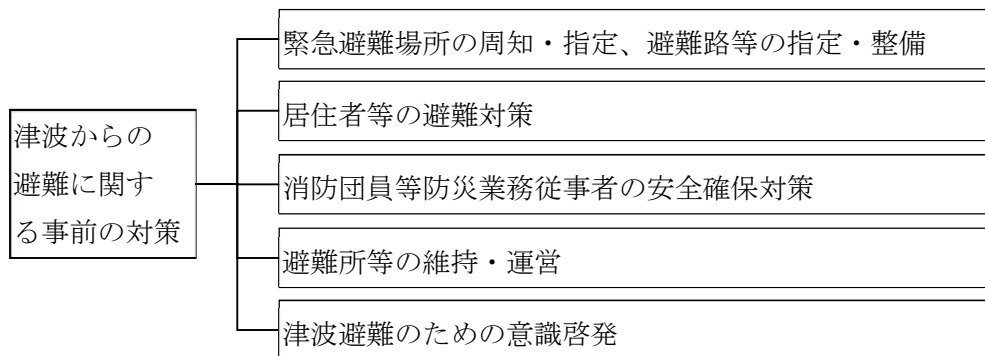 津波からの
避難に関す
る事前の対策
緊急避難場所の周知・指定、避難路等の指定・整備
居住者等の避難対策
消防団員等防災業務従事者の安全確保対策
避難所等の維持・運営
津波避難のための意識啓発